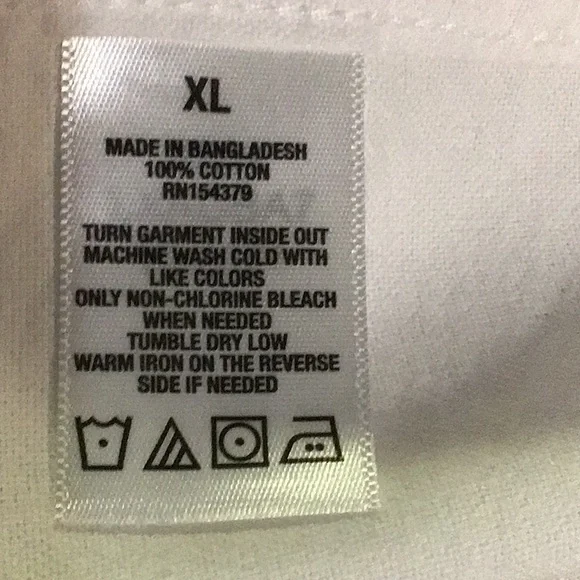 XL
MADE IN BANGLADESH
100% COTTON
RN154379
TURN GARMENT INSIDE OUT
MACHINE WASH COLD WITH
LIKE COLORS
ONLY NON-CHLORINE BLEACH
WHEN NEEDED
TUMBLE DRY LOW
WARM IRON ON THE REVERSE
SIDE IF NEEDED